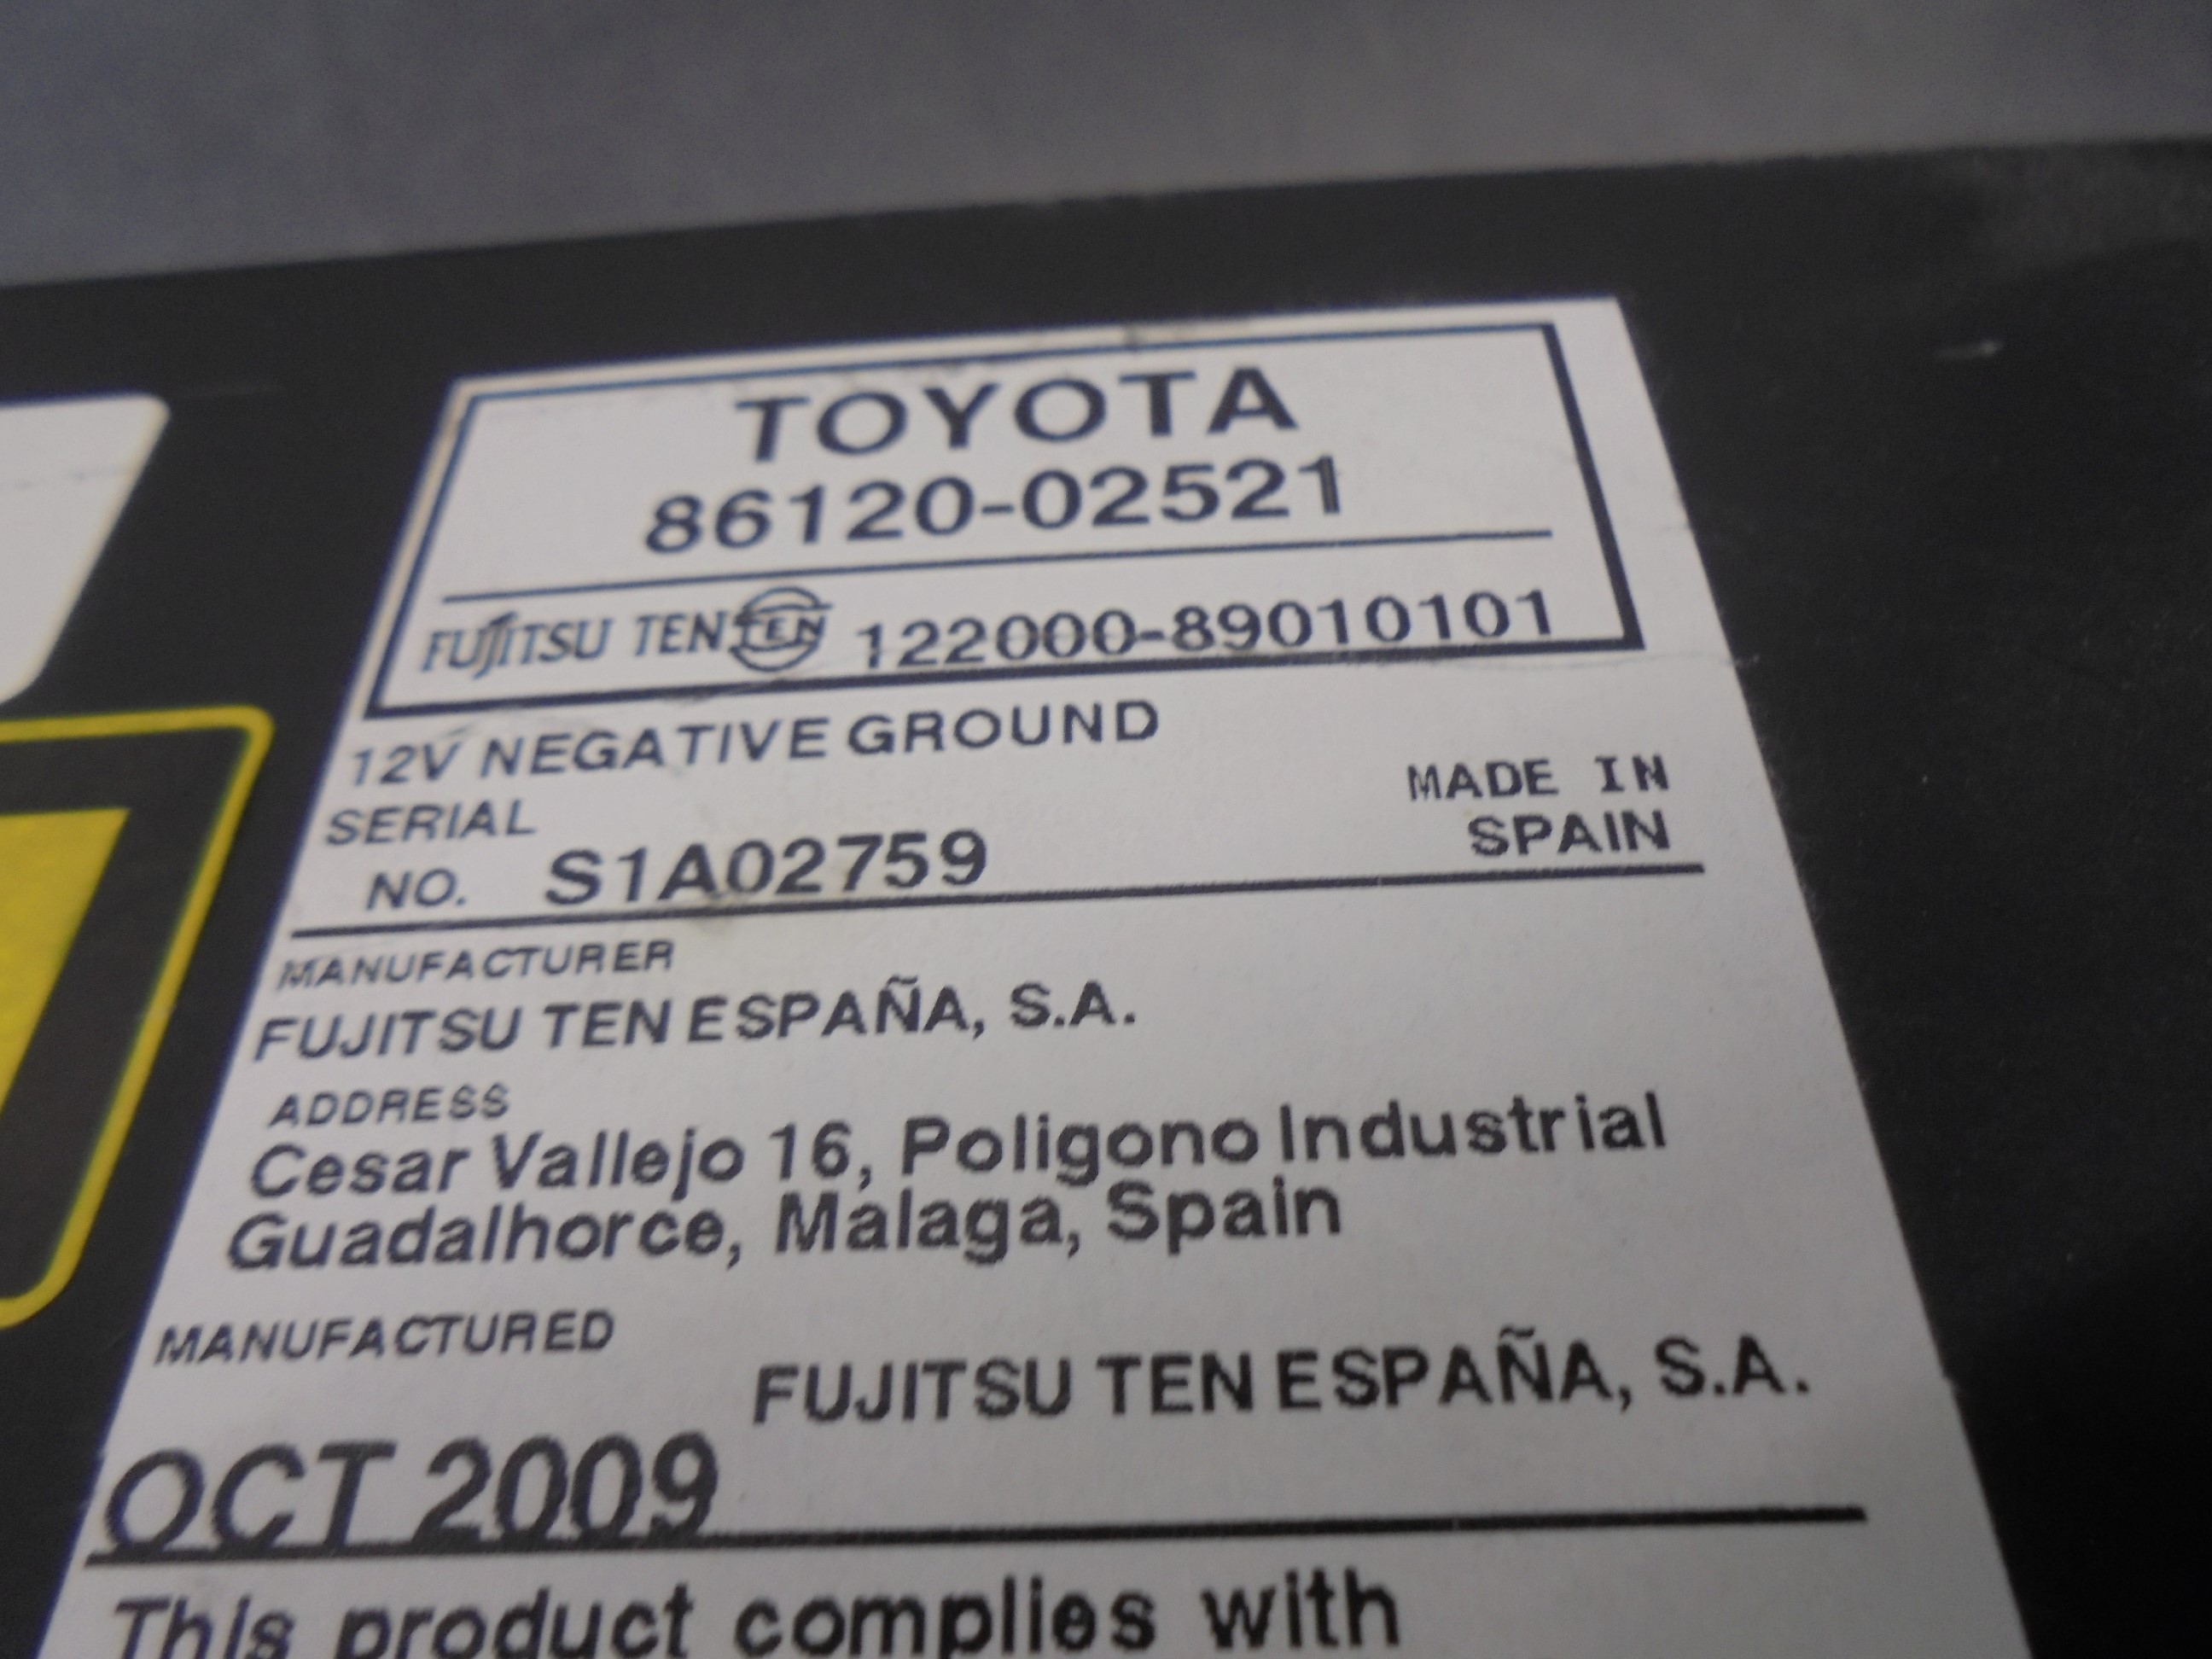 TOYOTA
86120-02521
FUJITSU TEN TEN 122000-89010101
12V NEGATIVE GROUND
SERIAL
NO. S1A02759
MADE IN
SPAIN
MANUFACTURER
FUJITSU TEN ESPAÑA, S.A.
ADDRESS
Cesar Vallejo 16, Poligono Industrial
Guadalhorce, Malaga, Spain
MANUFACTURED
FUJITSU TEN ESPAÑA, S.A.
OCT 2009
This product complies with